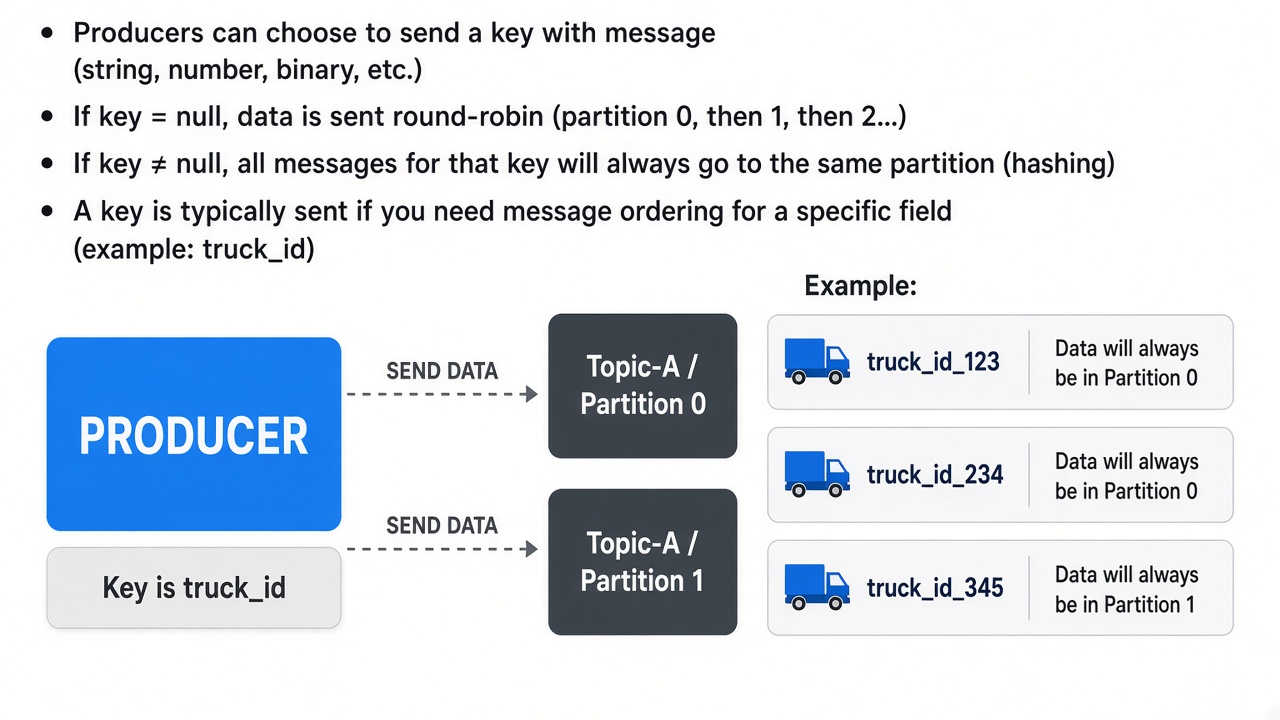 • Producers can choose to send a key with message
(string, number, binary, etc.)
• If key = null, data is sent round-robin (partition 0, then 1, then 2...)
• If key ≠ null, all messages for that key will always go to the same partition (hashing)
• A key is typically sent if you need message ordering for a specific field
(example: truck_id)
PRODUCER
Key is truck_id
SEND DATA
SEND DATA
Topic-A /
Partition 0
Topic-A /
Partition 1
Example:
truck_id_123
Data will always
be in Partition 0
truck_id_234
Data will always
be in Partition 0
truck_id_345
Data will always
be in Partition 1